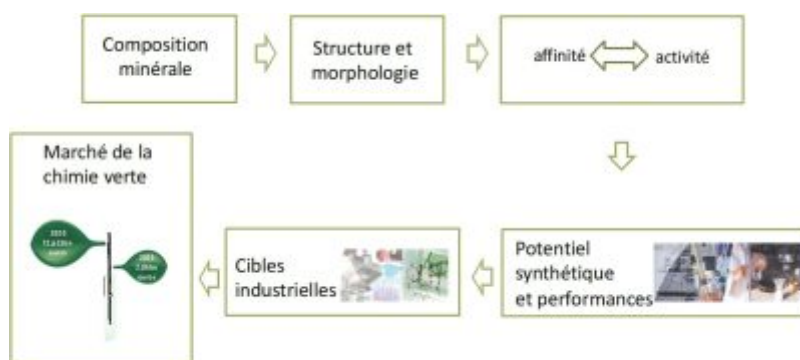 Composition
minérale
Structure et
morphologie
affinité
activité
Marché de la
chimie verte
Cibles
industrielles
Potentiel
synthétique
et performances